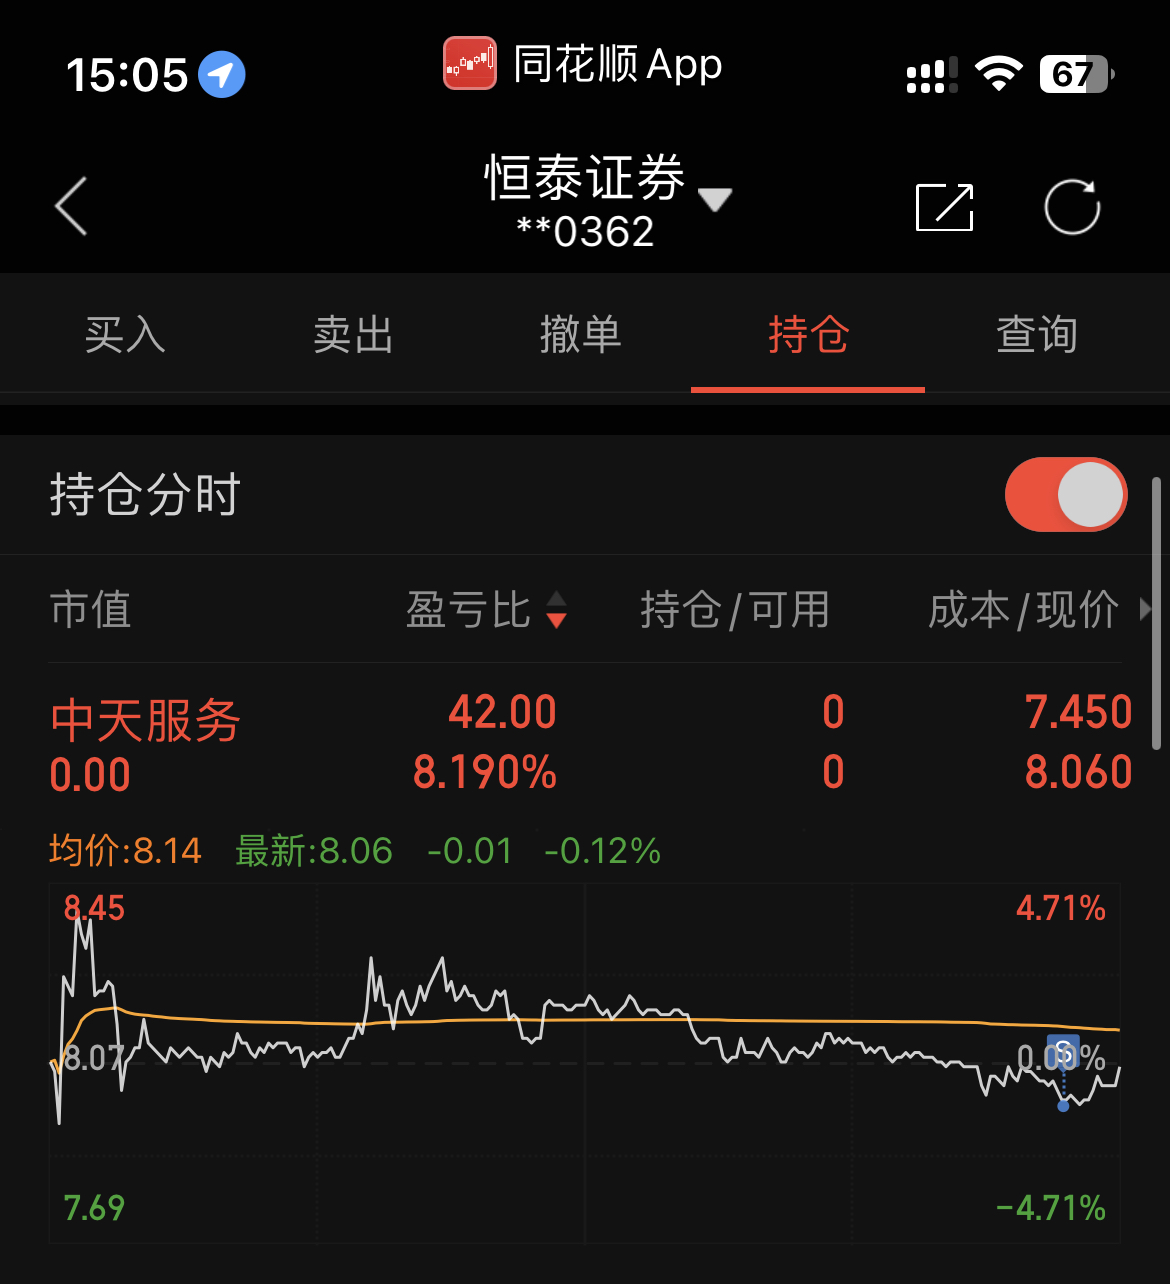 15:05
同花顺App
67
恒泰证券
**0362
买入 卖出 撤单 持仓 查询
持仓分时
市值 盈亏比 持仓/可用 成本/现价
中天服务 42.00 0 7.450
0.00 8.190% 0 8.060
均价:8.14 最新:8.06 -0.01 -0.12%
8.45 4.71%
8.07 0.00%
S
7.69 -4.71%